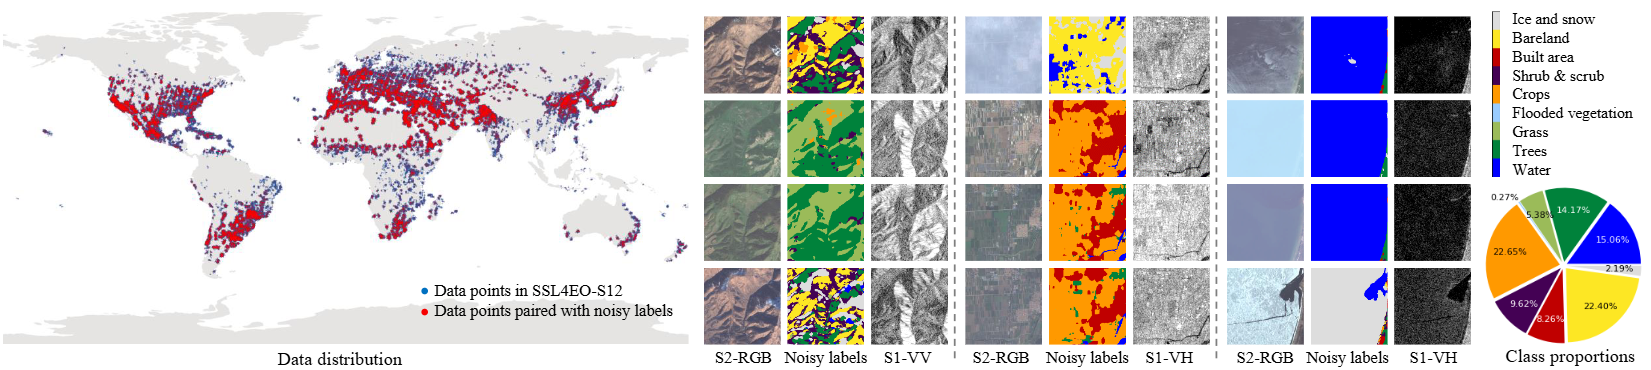 Data points in SSL4EO-S12
Data points paired with noisy labels
Data distribution
S2-RGB Noisy labels S1-VV
S2-RGB Noisy labels S1-VH
S2-RGB Noisy labels S1-VH
Ice and snow
Bareland
Built area
Shrub & scrub
Crops
Flooded vegetation
Grass
Trees
Water
0.27%
5.38%
14.17%
15.06%
22.65%
2.19%
9.62%
8.26%
22.40%
Class proportions